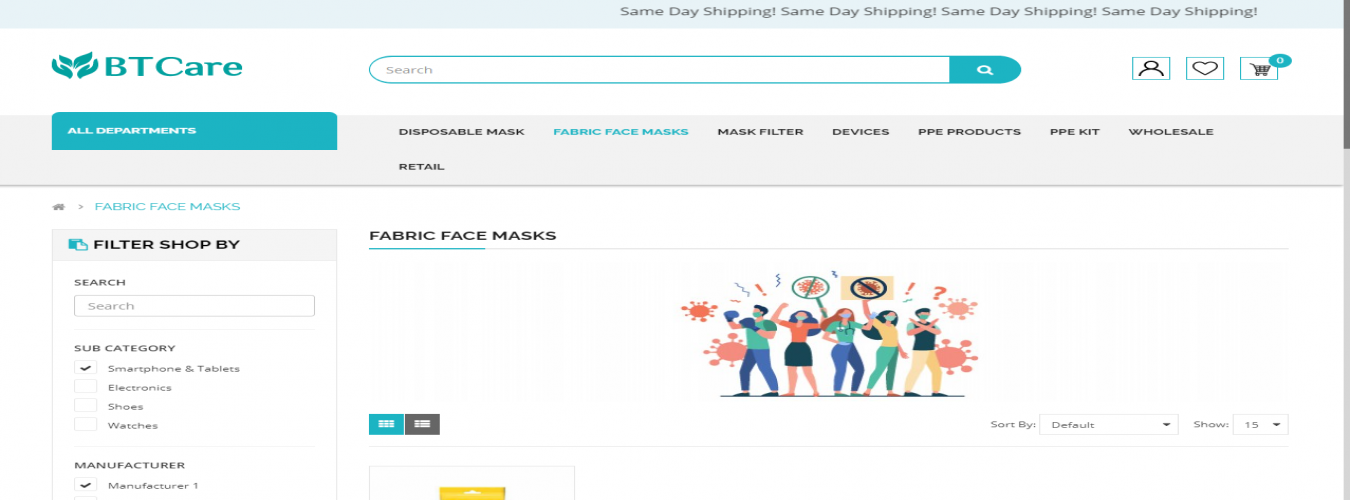 Same Day Shipping! Same Day Shipping! Same Day Shipping! Same Day Shipping!
BTCare
Search
0
ALL DEPARTMENTS
DISPOSABLE MASK FABRIC FACE MASKS MASK FILTER DEVICES PPE PRODUCTS PPE KIT WHOLESALE
RETAIL
> FABRIC FACE MASKS
FILTER SHOP BY
SEARCH
Search
SUB CATEGORY
Smartphone & Tablets
Electronics
Shoes
Watches
MANUFACTURER
Manufacturer 1
FABRIC FACE MASKS
! ! ?
Sort By: Default Show: 15